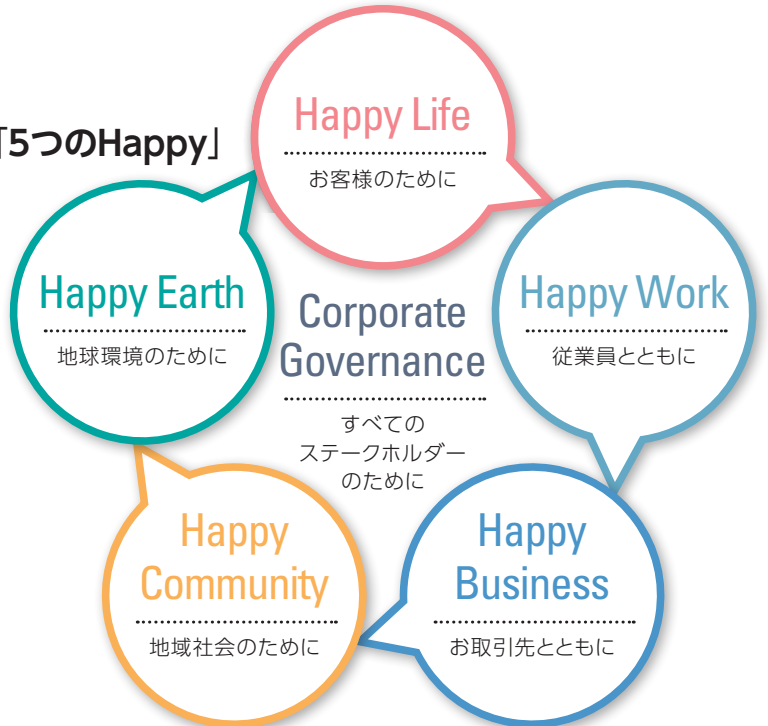 「5つのHappy」
Happy Life
お客様のために
Happy Earth
地球環境のために
Happy Work
従業員とともに
Corporate
Governance
すべての
ステークホルダー
のために
Happy
Community
地域社会のために
Happy
Business
お取引先とともに